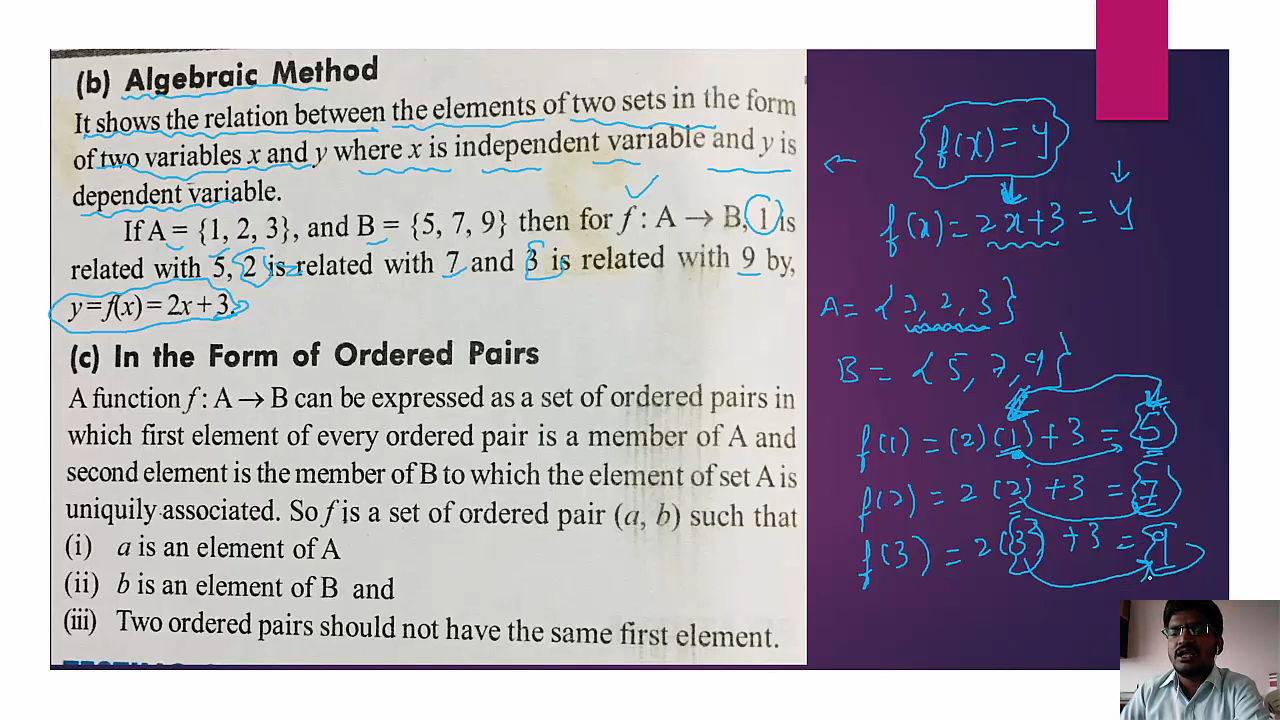 (b) Algebraic Method
It shows the relation between the elements of two sets in the form
of two variables x and y where x is independent variable and y is
dependent variable.
If A = {1, 2, 3}, and B = {5, 7, 9} then for f : A → B, 1 is
related with 5, 2 is related with 7 and 3 is related with 9 by,
y=f(x)=2x+3.
(c) In the Form of Ordered Pairs
A function f : A → B can be expressed as a set of ordered pairs in
which first element of every ordered pair is a member of A and
second element is the member of B to which the element of set A is
uniquily associated. So f is a set of ordered pair (a, b) such that
(i) a is an element of A
(ii) b is an element of B and
(iii) Two ordered pairs should not have the same first element.
f(x) = y
f(x) = 2x+3 = y
A = {1, 2, 3}
B = {5, 7, 9}
f(1) = (2)(1)+3 = 5
f(2) = 2(2)+3 = 7
f(3) = 2(3)+3 = 9